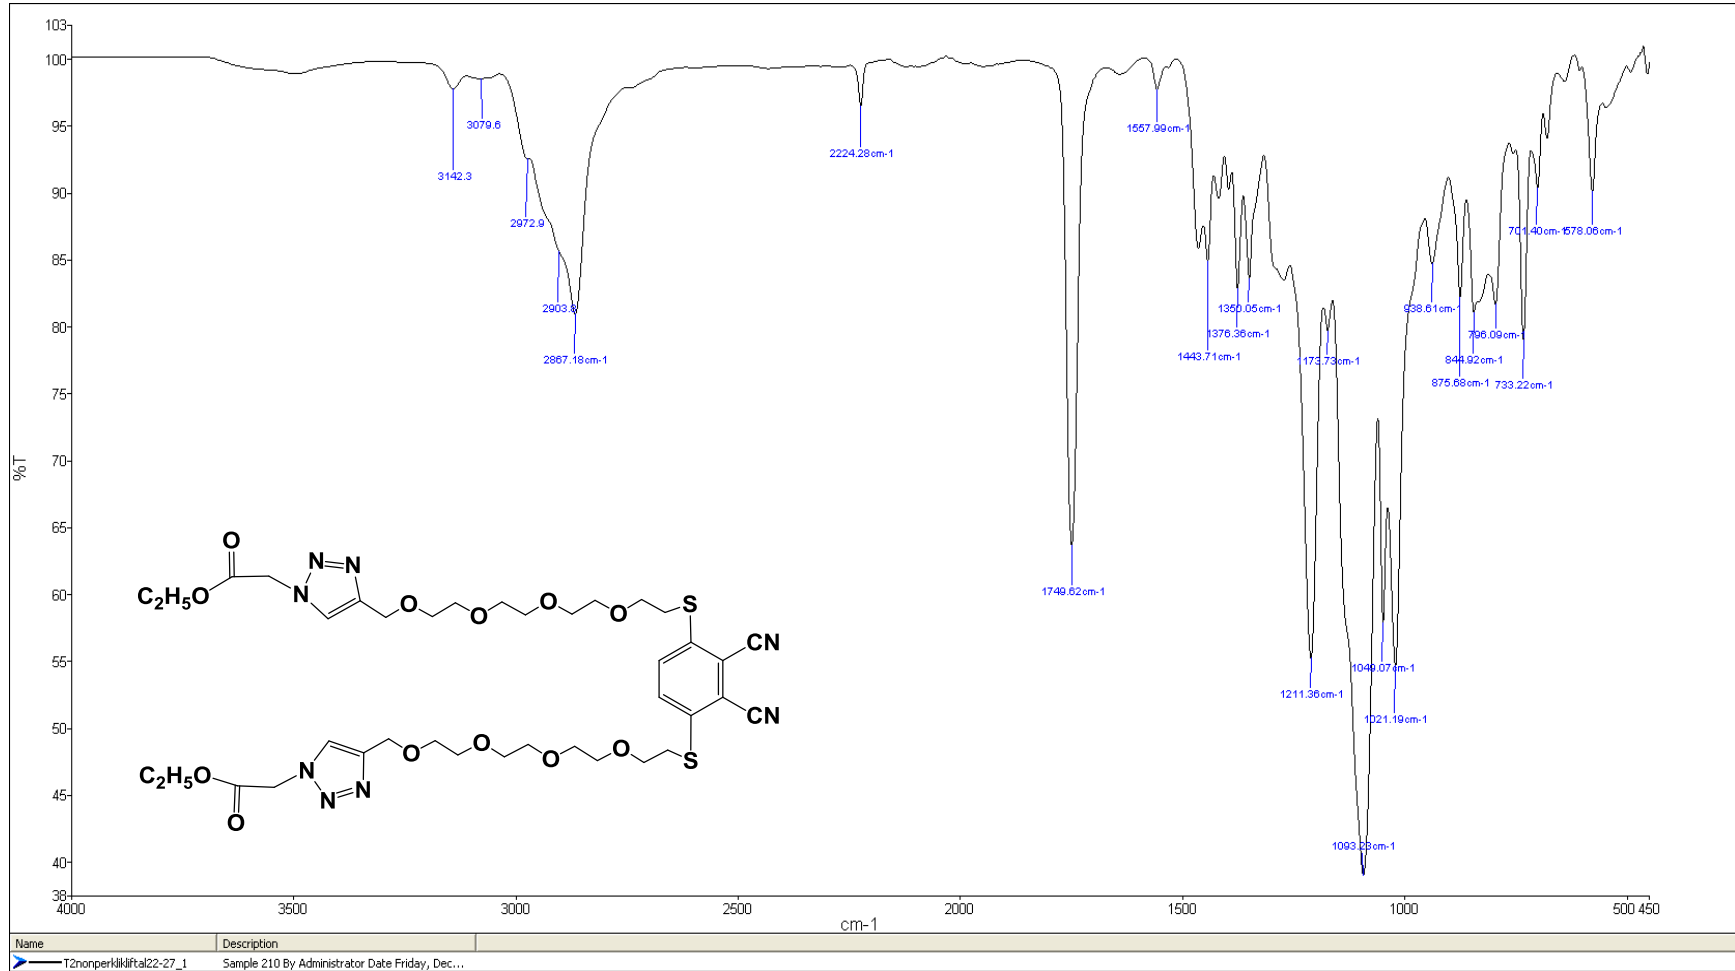 103
100
95
90
85
80
75
70
65
60
55
50
45
40
38
%T
4000
3500
3000
2500
2000
1500
1000
500 450
cm-1
3142.3
3079.6
2972.9
2903.8
2867.18cm-1
2224.28cm-1
1749.62cm-1
1557.99cm-1
1443.71cm-1
1376.36cm-1
1350.05cm-1
1211.36cm-1
1173.73cm-1
1093.23cm-1
1049.07cm-1
1021.19cm-1
938.61cm-1
875.68cm-1
844.92cm-1
796.09cm-1
733.22cm-1
701.40cm-1
578.06cm-1
O
N N
C2H5O N O O O O S
CN
CN
C2H5O N O O O O S
N N
O
Name Description
T2nonperkliklifta l22-27_1 Sample 210 By Administrator Date Friday, Dec...